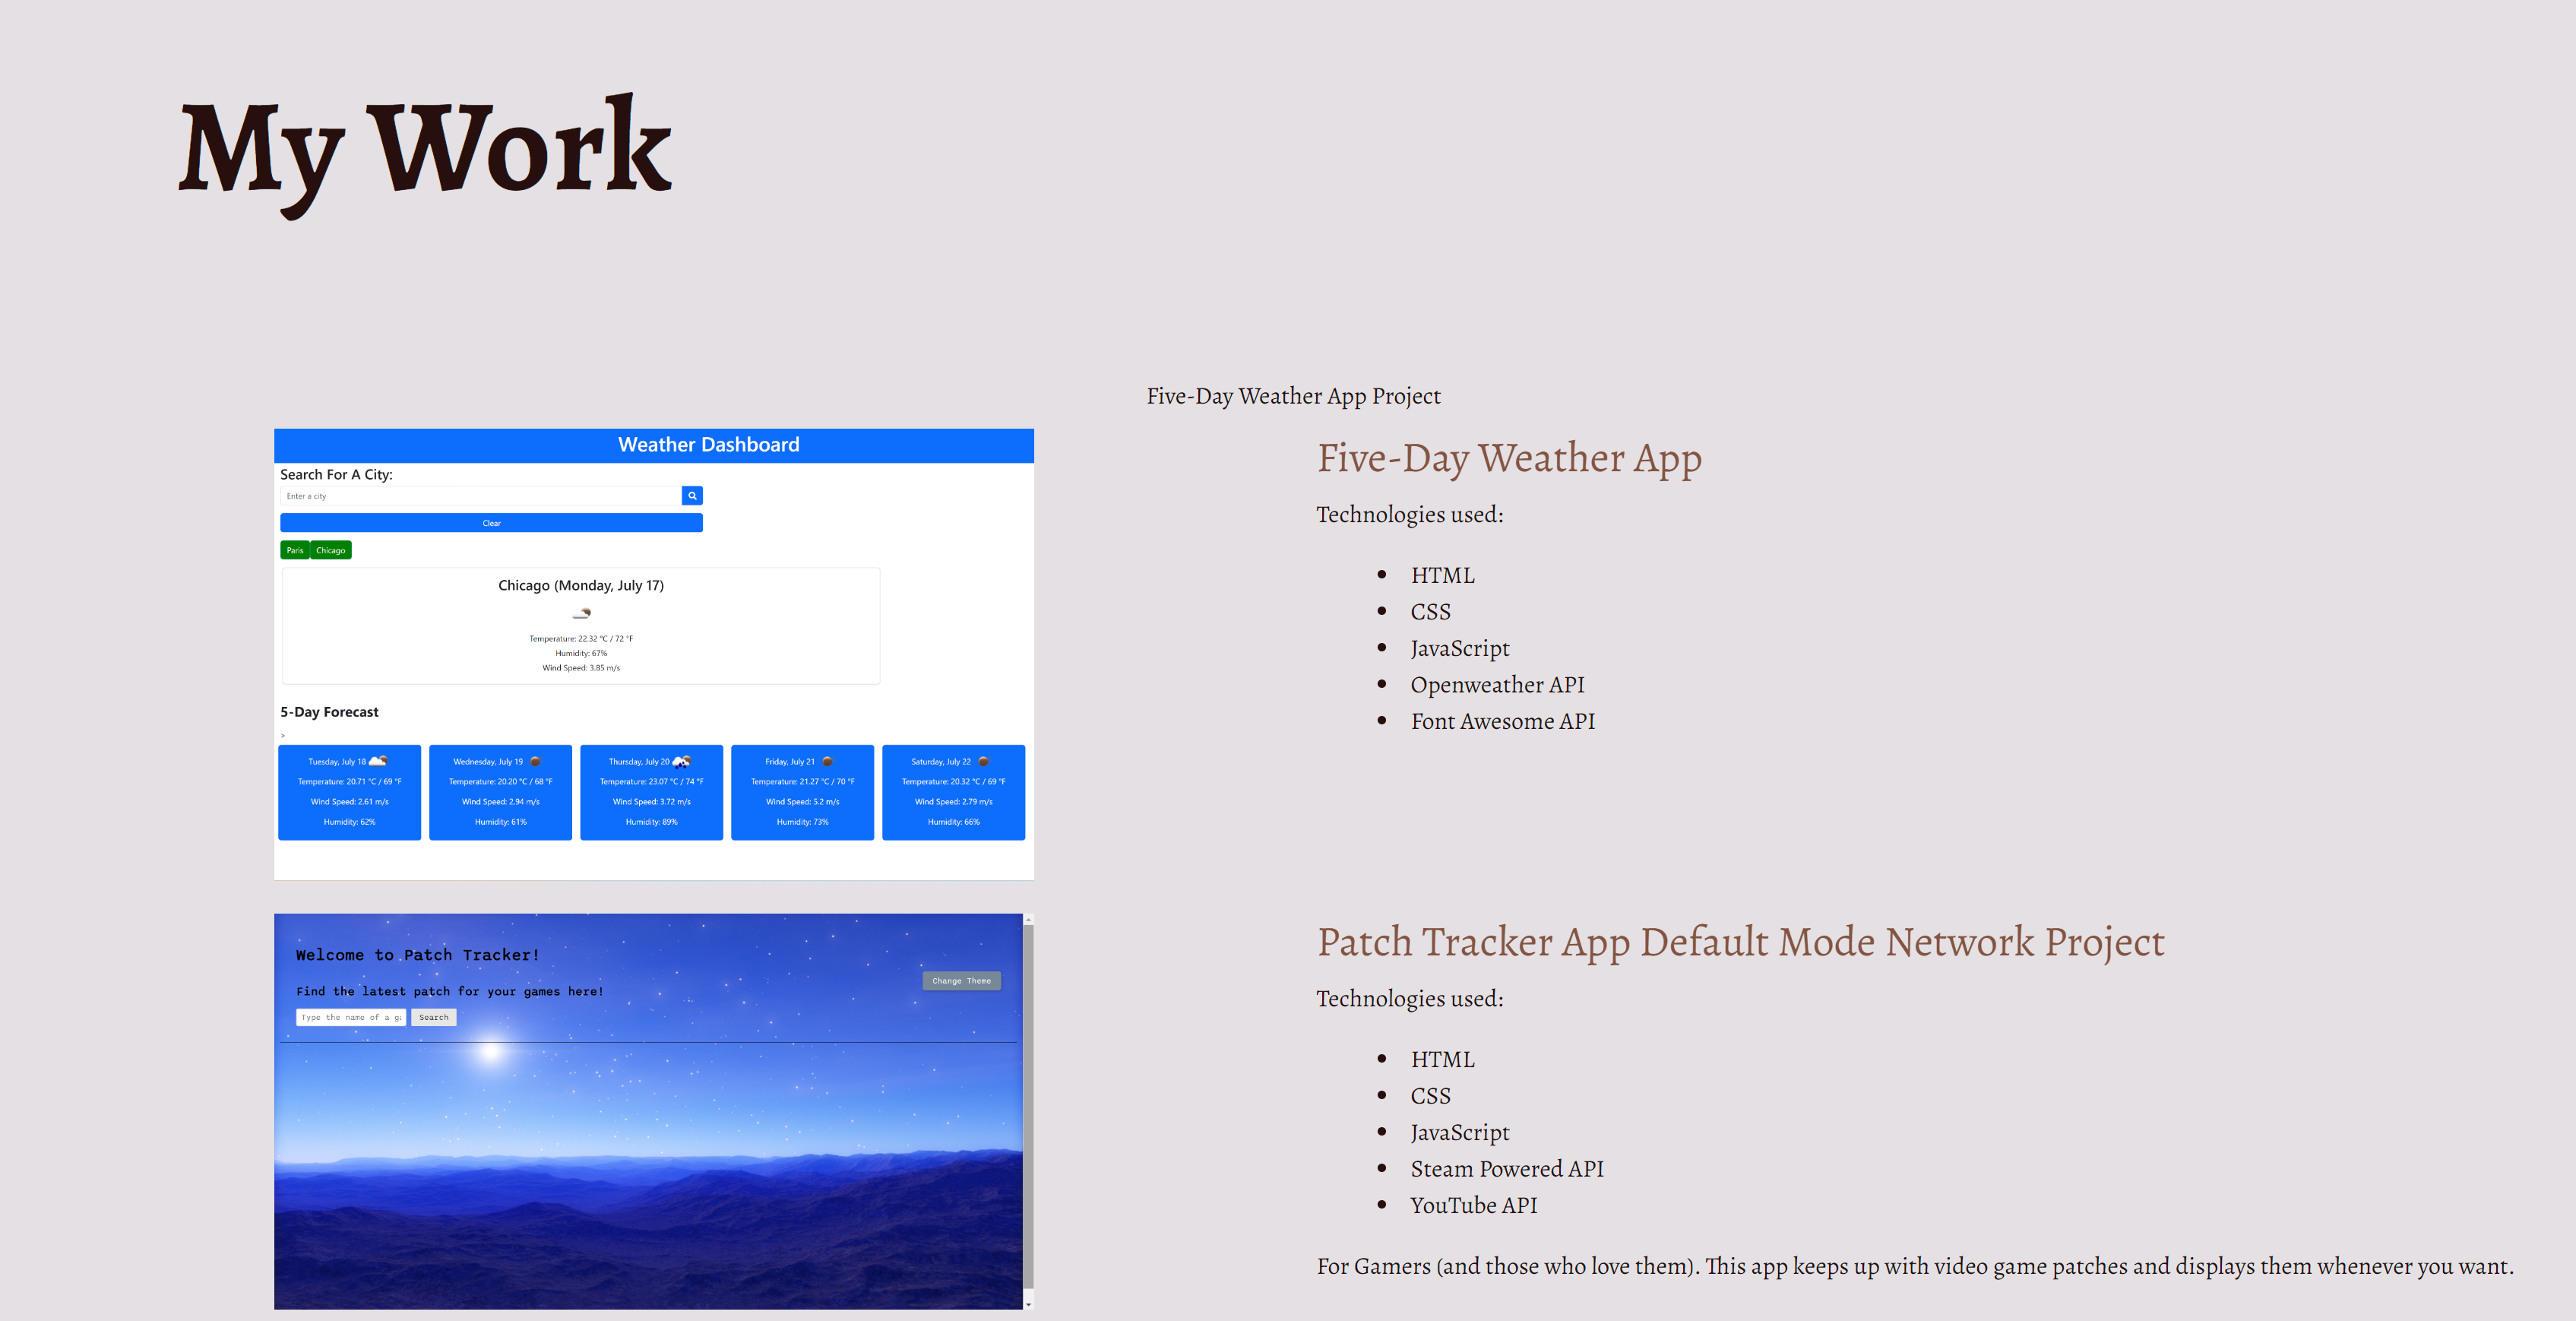 My Work
Five-Day Weather App Project
Weather Dashboard
Search For A City:
Enter a city
Clear
Paris
Chicago
Chicago (Monday, July 17)
Temperature: 22.32 °C / 72 °F
Humidity: 67%
Wind Speed: 3.85 m/s
5-Day Forecast
>
Tuesday, July 18
Temperature: 20.71 °C / 69 °F
Wind Speed: 2.61 m/s
Humidity: 62%
Wednesday, July 19
Temperature: 20.20 °C / 68 °F
Wind Speed: 2.94 m/s
Humidity: 61%
Thursday, July 20
Temperature: 23.07 °C / 74 °F
Wind Speed: 3.72 m/s
Humidity: 89%
Friday, July 21
Temperature: 21.27 °C / 70 °F
Wind Speed: 5.2 m/s
Humidity: 73%
Saturday, July 22
Temperature: 20.32 °C / 69 °F
Wind Speed: 2.79 m/s
Humidity: 66%
Five-Day Weather App
Technologies used:
• HTML
• CSS
• JavaScript
• Openweather API
• Font Awesome API
Welcome to Patch Tracker!
Change Theme
Find the latest patch for your games here!
Type the name of a ga
Search
Patch Tracker App Default Mode Network Project
Technologies used:
• HTML
• CSS
• JavaScript
• Steam Powered API
• YouTube API
For Gamers (and those who love them). This app keeps up with video game patches and displays them whenever you want.